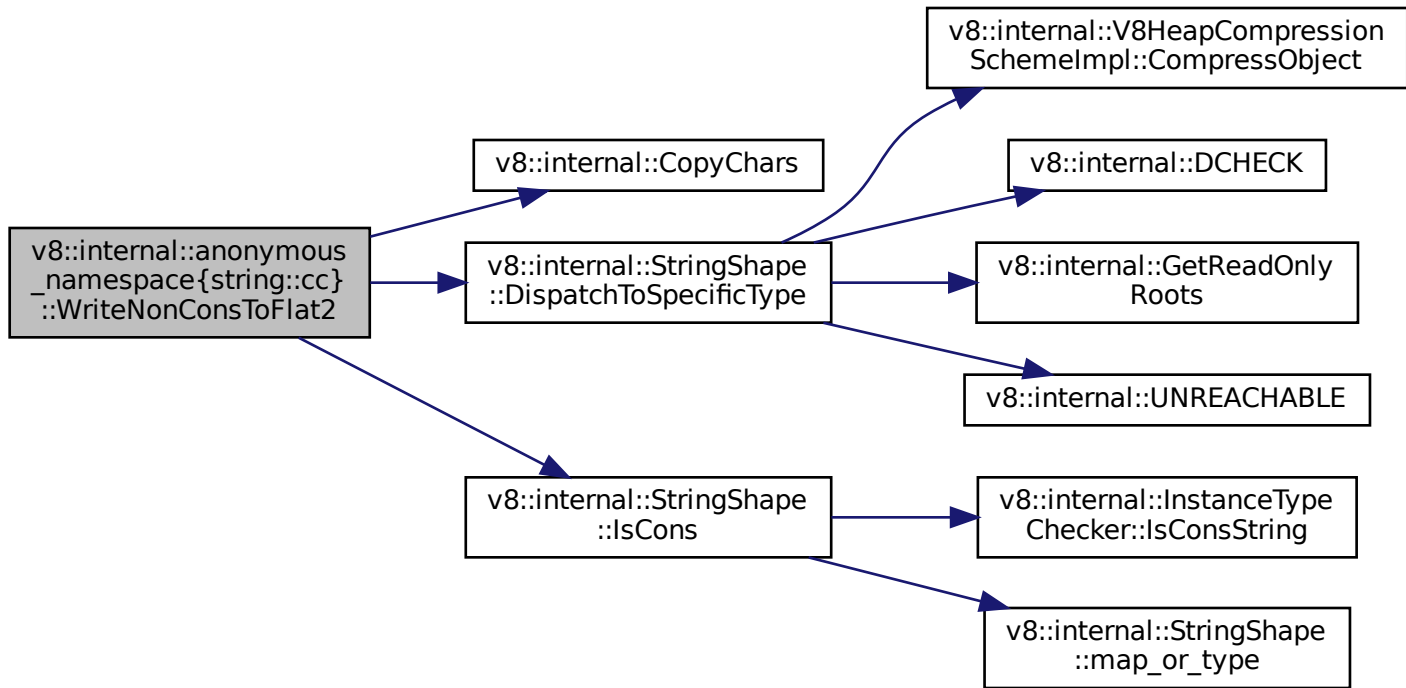 v8::internal::anonymous
_namespace{string::cc}
::WriteNonConsToFlat2
v8::internal::CopyChars
v8::internal::StringShape
::DispatchToSpecificType
v8::internal::StringShape
::IsCons
v8::internal::V8HeapCompression
SchemeImpl::CompressObject
v8::internal::DCHECK
v8::internal::GetReadOnly
Roots
v8::internal::UNREACHABLE
v8::internal::InstanceType
Checker::IsConsString
v8::internal::StringShape
::map_or_type